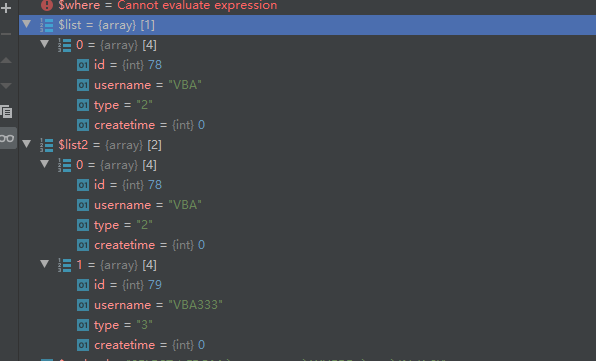 $where = Cannot evaluate expression
$list = {array} [1]
0 = {array} [4]
id = {int} 78
username = "VBA"
type = "2"
createtime = {int} 0
$list2 = {array} [2]
0 = {array} [4]
id = {int} 78
username = "VBA"
type = "2"
createtime = {int} 0
1 = {array} [4]
id = {int} 79
username = "VBA333"
type = "3"
createtime = {int} 0